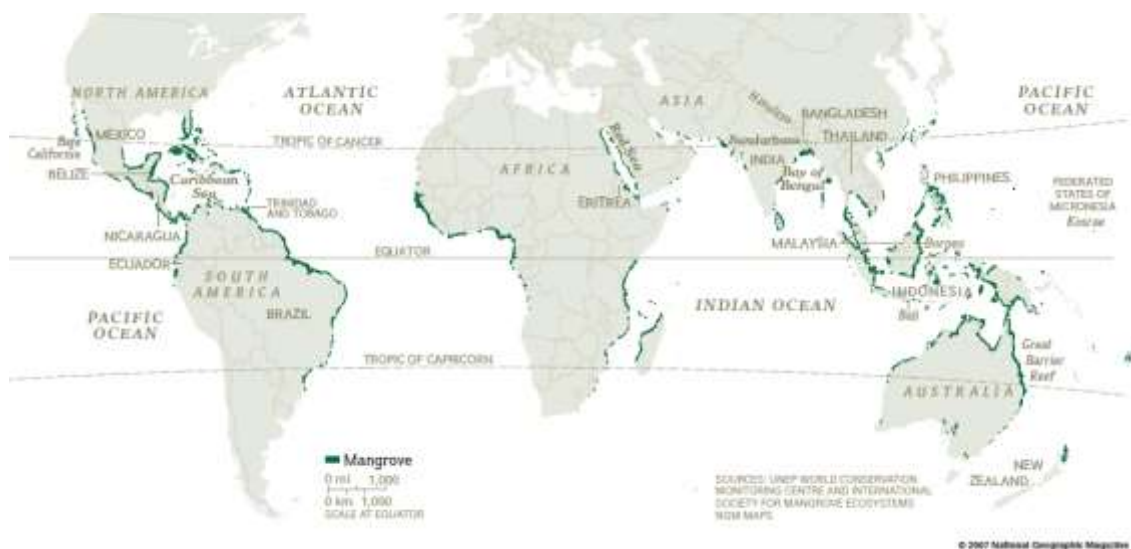 NORTH AMERICA
ATLANTIC
OCEAN
ASIA
Himalaya
BANGLADESH
PACIFIC
OCEAN
Baja
California
MEXICO
TROPIC OF CANCER
Red Sea
Sundarbans
THAILAND
INDIA
Bay of
Bengal
BELIZE
Caribbean
Sea
AFRICA
ERITREA
PHILIPPINES
FEDERATED
STATES OF
MICRONESIA
Kosrae
TRINIDAD
AND TOBAGO
NICARAGUA
EQUATOR
MALAYSIA
Borneo
ECUADOR
SOUTH
AMERICA
INDONESIA
Bali
INDIAN OCEAN
BRAZIL
PACIFIC
OCEAN
TROPIC OF CAPRICORN
Great
Barrier
Reef
AUSTRALIA
Mangrove
0 mi 1,000
0 km 1,000
SCALE AT EQUATOR
NEW
ZEALAND
SOURCES: UNEP WORLD CONSERVATION
MONITORING CENTRE AND INTERNATIONAL
SOCIETY FOR MANGROVE ECOSYSTEMS
NGM MAPS
© 2007 National Geographic Magazine